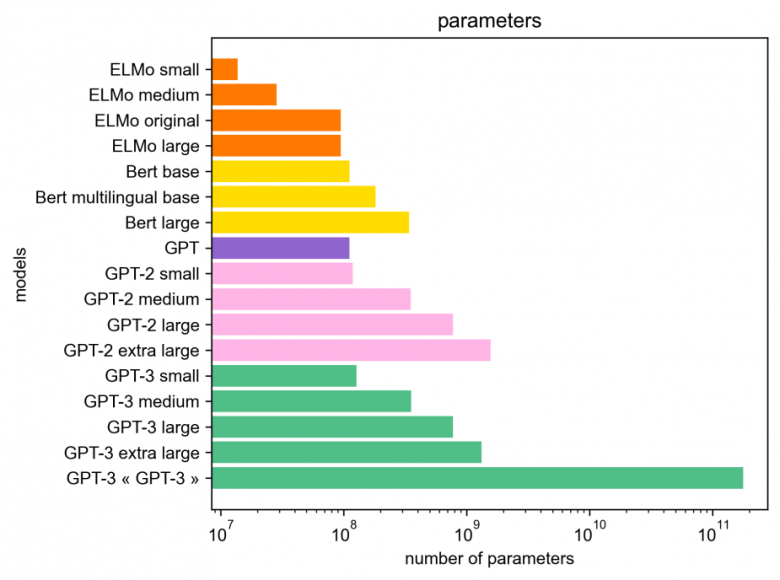 parameters
ELMo small
ELMo medium
ELMo original
ELMo large
Bert base
Bert multilingual base
Bert large
GPT
GPT-2 small
GPT-2 medium
GPT-2 large
GPT-2 extra large
GPT-3 small
GPT-3 medium
GPT-3 large
GPT-3 extra large
GPT-3 « GPT-3 »
models
10⁷ 10⁸ 10⁹ 10¹⁰ 10¹¹
number of parameters